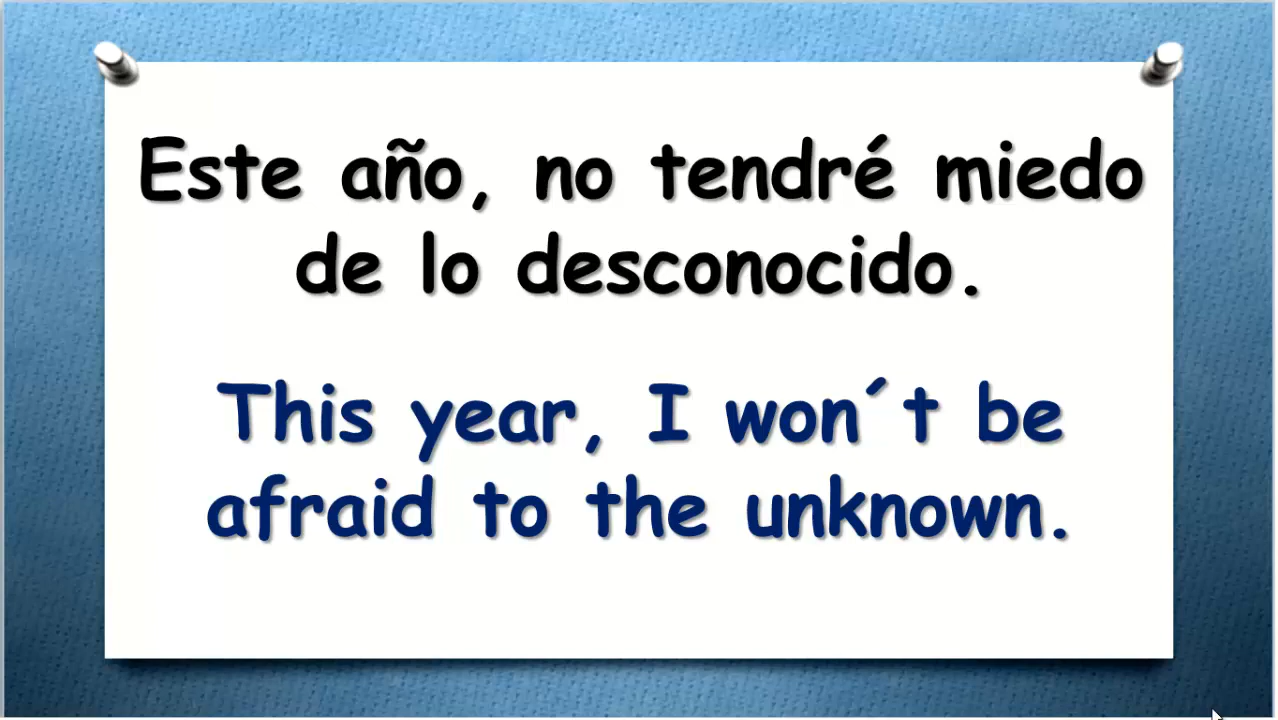 Este año, no tendré miedo
de lo desconocido.
This year, I won´t be
afraid to the unknown.